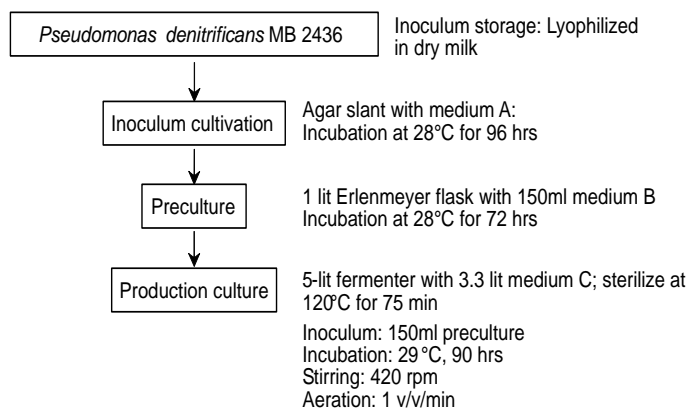 Pseudomonas denitrificans MB 2436
Inoculum storage: Lyophilized
in dry milk
Inoculum cultivation
Agar slant with medium A:
Incubation at 28°C for 96 hrs
Preculture
1 lit Erlenmeyer flask with 150ml medium B
Incubation at 28°C for 72 hrs
Production culture
5-lit fermenter with 3.3 lit medium C; sterilize at
120°C for 75 min
Inoculum: 150ml preculture
Incubation: 29°C, 90 hrs
Stirring: 420 rpm
Aeration: 1 v/v/min